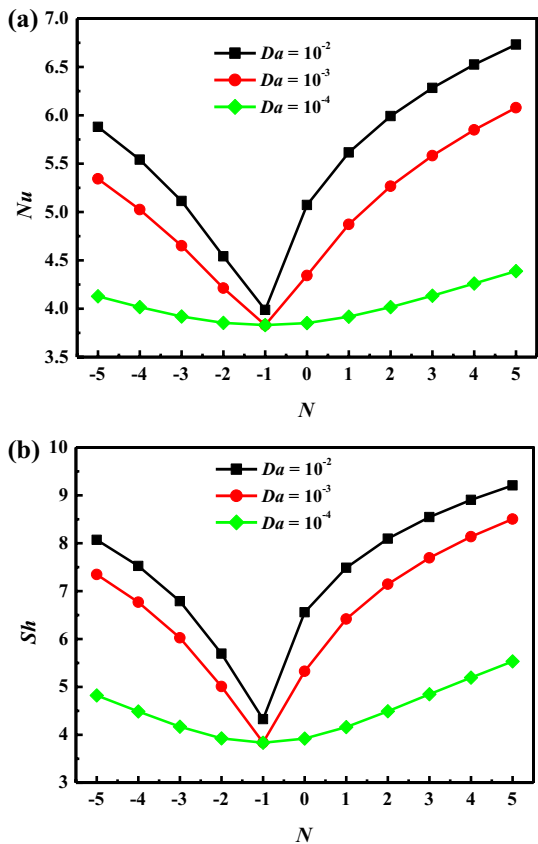 (a)
7.0
6.5
6.0
5.5
5.0
4.5
4.0
3.5
Nu
Da = 10⁻²
Da = 10⁻³
Da = 10⁻⁴
-5 -4 -3 -2 -1 0 1 2 3 4 5
N
(b)
10
9
8
7
6
5
4
3
Sh
Da = 10⁻²
Da = 10⁻³
Da = 10⁻⁴
-5 -4 -3 -2 -1 0 1 2 3 4 5
N